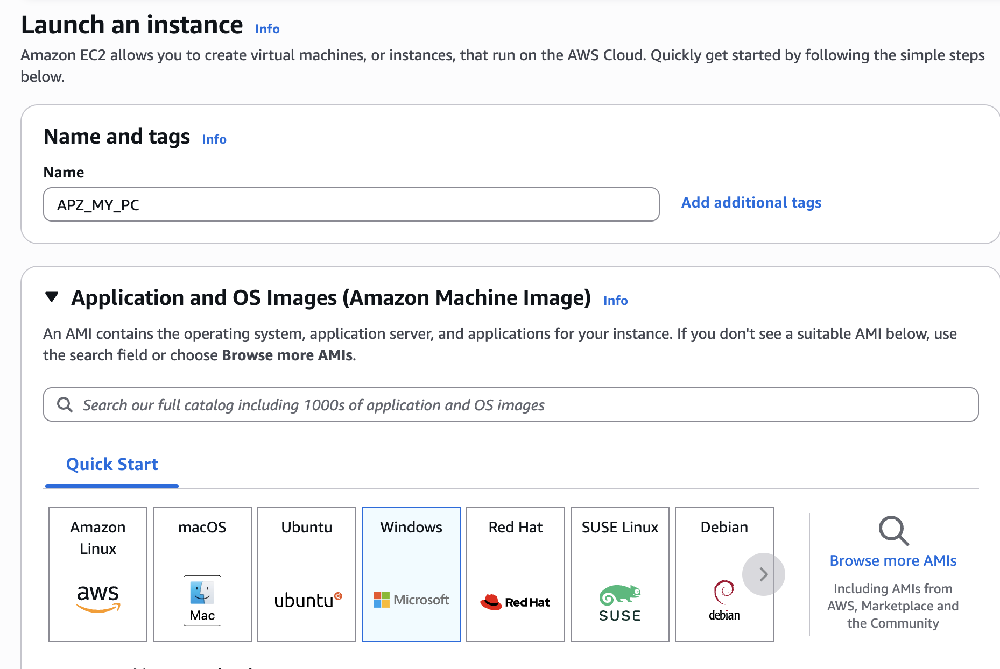 Launch an instance Info
Amazon EC2 allows you to create virtual machines, or instances, that run on the AWS Cloud. Quickly get started by following the simple steps
below.
Name and tags Info
Name
APZ_MY_PC
Add additional tags
Application and OS Images (Amazon Machine Image) Info
An AMI contains the operating system, application server, and applications for your instance. If you don't see a suitable AMI below, use
the search field or choose Browse more AMIs.
Search our full catalog including 1000s of application and OS images
Quick Start
Amazon
Linux
aws
macOS
Mac
Ubuntu
ubuntu
Windows
Microsoft
Red Hat
Red Hat
SUSE Linux
SUSE
Debian
debian
Browse more AMIs
Including AMIs from
AWS, Marketplace and
the Community